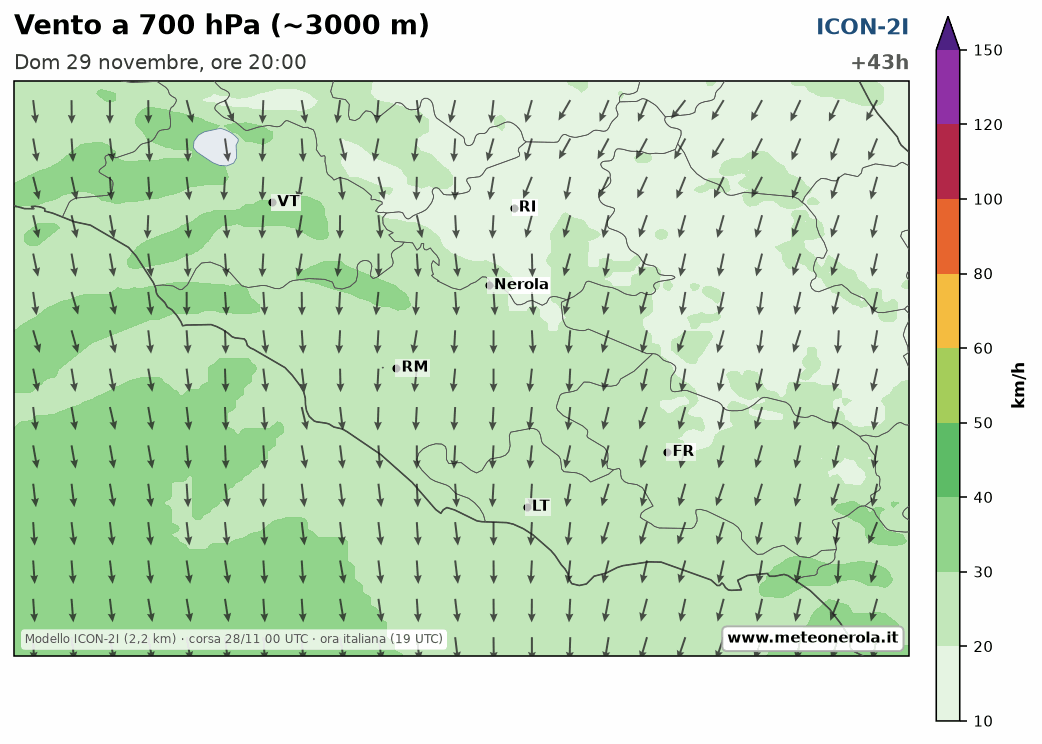 Vento a 700 hPa (~3000 m)
ICON-2I
Dom 29 novembre, ore 20:00
+43h
VT
RI
Nerola
RM
FR
LT
150
120
100
80
60
50
40
30
20
10
km/h
Modello ICON-2I (2,2 km) · corsa 28/11 00 UTC · ora italiana (19 UTC)
www.meteonerola.it